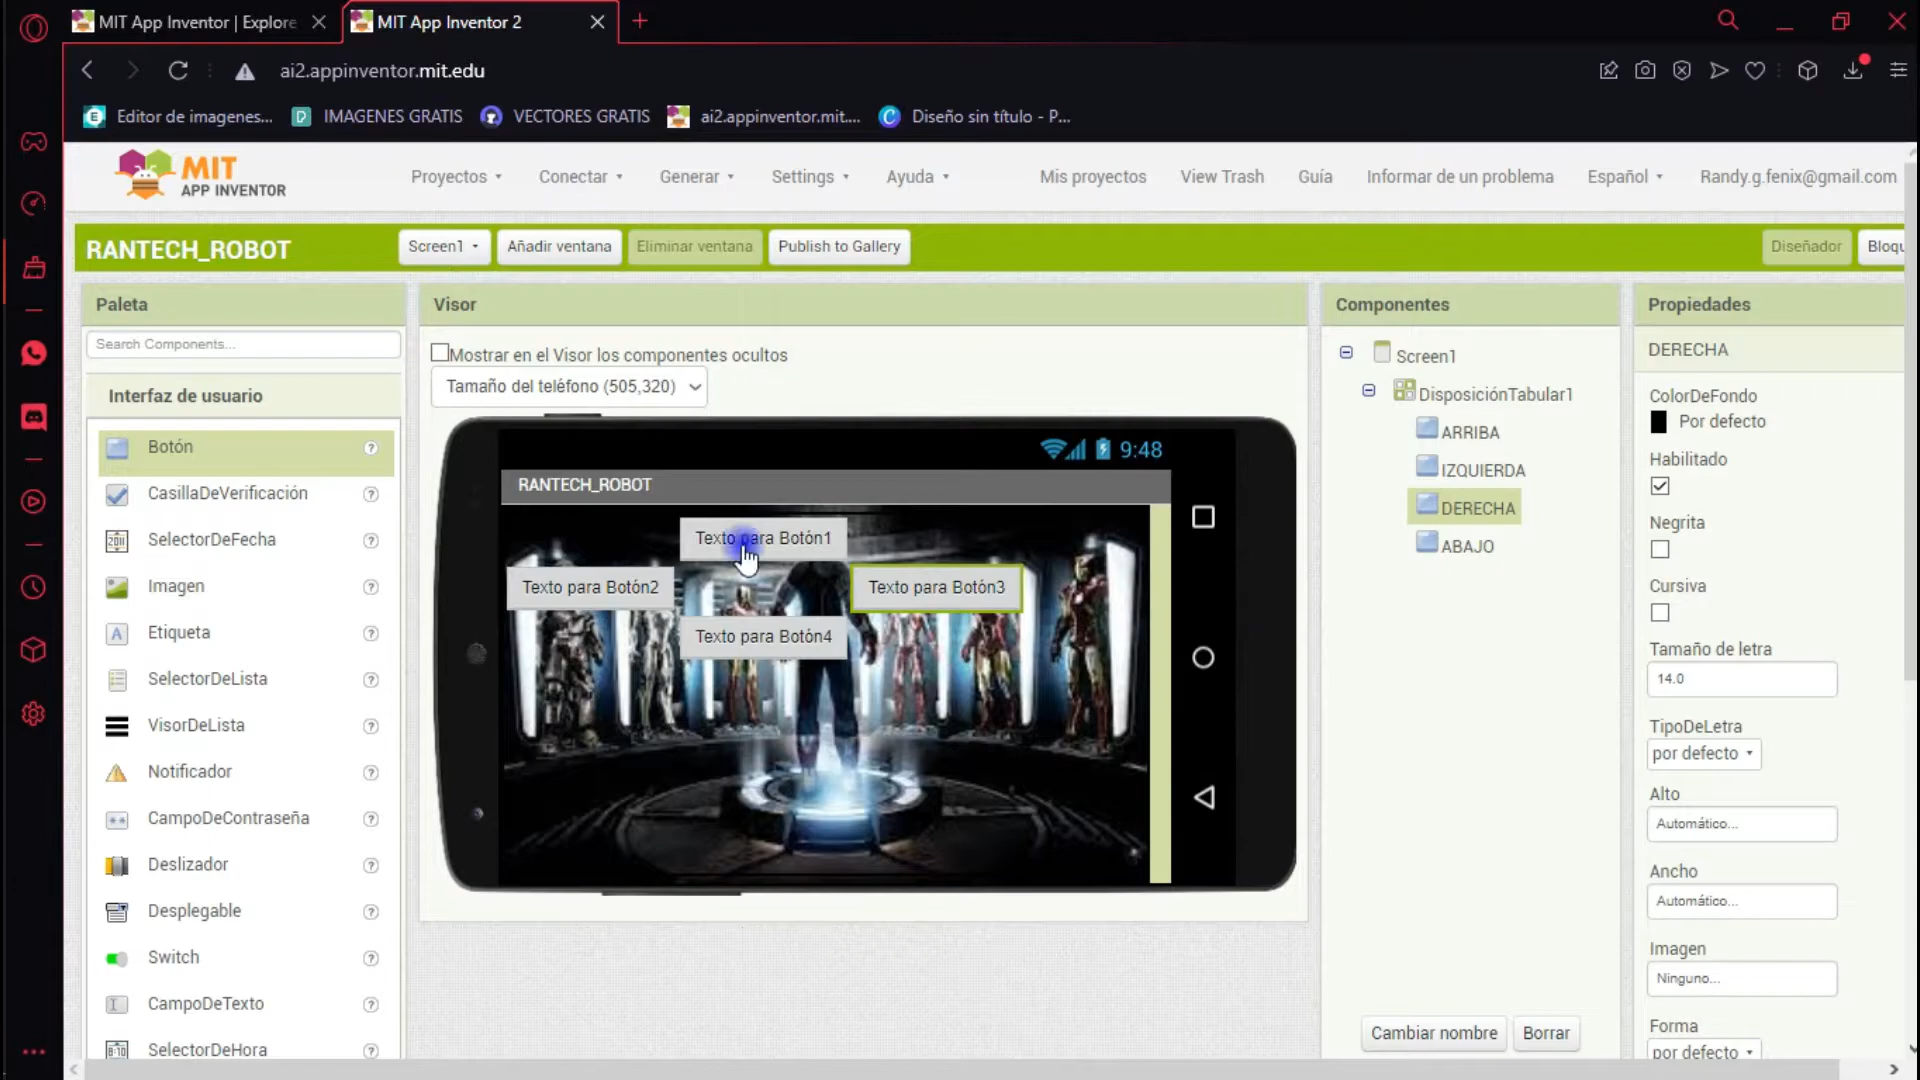 MIT App Inventor | Explore
MIT App Inventor 2
ai2.appinventor.mit.edu
Editor de imagenes...
IMAGENES GRATIS
VECTORES GRATIS
ai2.appinventor.mit....
Diseño sin título - P...
MIT
APP INVENTOR
Proyectos
Conectar
Generar
Settings
Ayuda
Mis proyectos
View Trash
Guía
Informar de un problema
Español
Randy.g.fenix@gmail.com
RANTECH_ROBOT
Screen1
Añadir ventana
Eliminar ventana
Publish to Gallery
Diseñador
Bloqu
Paleta
Search Components...
Interfaz de usuario
Botón
CasillaDeVerificación
SelectorDeFecha
Imagen
Etiqueta
SelectorDeLista
VisorDeLista
Notificador
CampoDeContraseña
Deslizador
Desplegable
Switch
CampoDeTexto
SelectorDeHora
Visor
Mostrar en el Visor los componentes ocultos
Tamaño del teléfono (505,320)
9:48
RANTECH_ROBOT
Texto para Botón1
Texto para Botón2
Texto para Botón3
Texto para Botón4
Componentes
Screen1
DisposiciónTabular1
ARRIBA
IZQUIERDA
DERECHA
ABAJO
Cambiar nombre
Borrar
Propiedades
DERECHA
ColorDeFondo
Por defecto
Habilitado
Negrita
Cursiva
Tamaño de letra
14.0
TipoDeLetra
por defecto
Alto
Automático...
Ancho
Automático...
Imagen
Ninguno...
Forma
por defecto